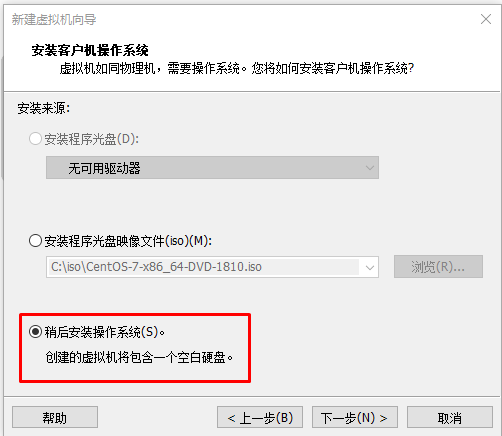 新建虚拟机向导
安装客户机操作系统
虚拟机如同物理机，需要操作系统。您将如何安装客户机操作系统?
安装来源:
安装程序光盘(D):
无可用驱动器
安装程序光盘映像文件(iso)(M):
C:\iso\CentOS-7-x86_64-DVD-1810.iso
浏览(R)...
稍后安装操作系统(S)。
创建的虚拟机将包含一个空白硬盘。
帮助
< 上一步(B)
下一步(N) >
取消